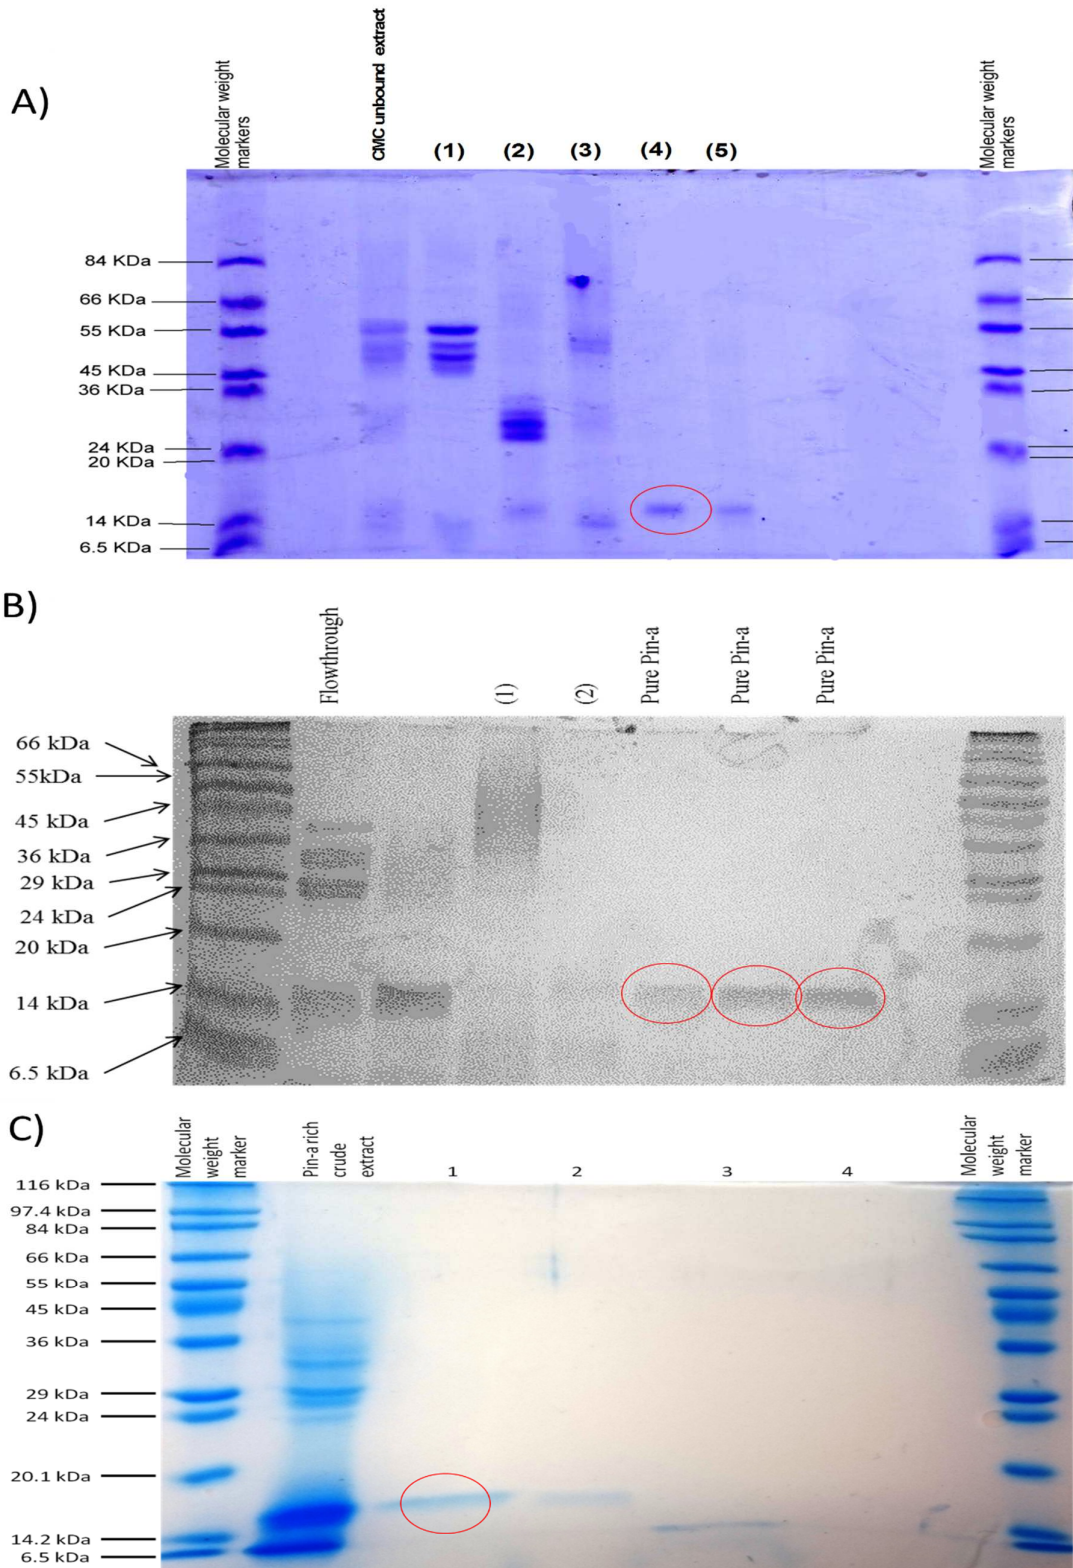 A)
Molecular weight
markers
CMC unbound extract
(1)
(2)
(3)
(4)
(5)
Molecular weight
markers
84 KDa
66 KDa
55 KDa
45 KDa
36 KDa
24 KDa
20 KDa
14 KDa
6.5 KDa
B)
Flowthrough
(1)
(2)
Pure Pin-a
Pure Pin-a
Pure Pin-a
66 kDa
55kDa
45 kDa
36 kDa
29 kDa
24 kDa
20 kDa
14 kDa
6.5 kDa
C)
Molecular
weight
marker
Pin-a rich
crude
extract
1
2
3
4
Molecular
weight
marker
116 kDa
97.4 kDa
84 kDa
66 kDa
55 kDa
45 kDa
36 kDa
29 kDa
24 kDa
20.1 kDa
14.2 kDa
6.5 kDa